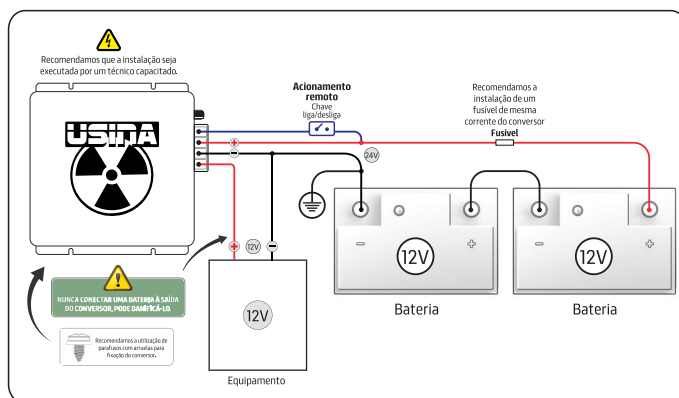 Recomendamos que a instalação seja
executada por um técnico capacitado.
USINA
Acionamento
remoto
Chave
liga/desliga
Recomendamos a
instalação de um
fusível de mesma
corrente do conversor
Fusível
+
−
24V
− 12V +
Bateria
− 12V +
Bateria
+ 12V −
12V
Equipamento
NUNCA CONECTAR UMA BATERIA À SAÍDA
DO CONVERSOR, PODE DANIFICÁ-LO.
Recomendamos a utilização de
parafusos com arruelas para
fixação do conversor.